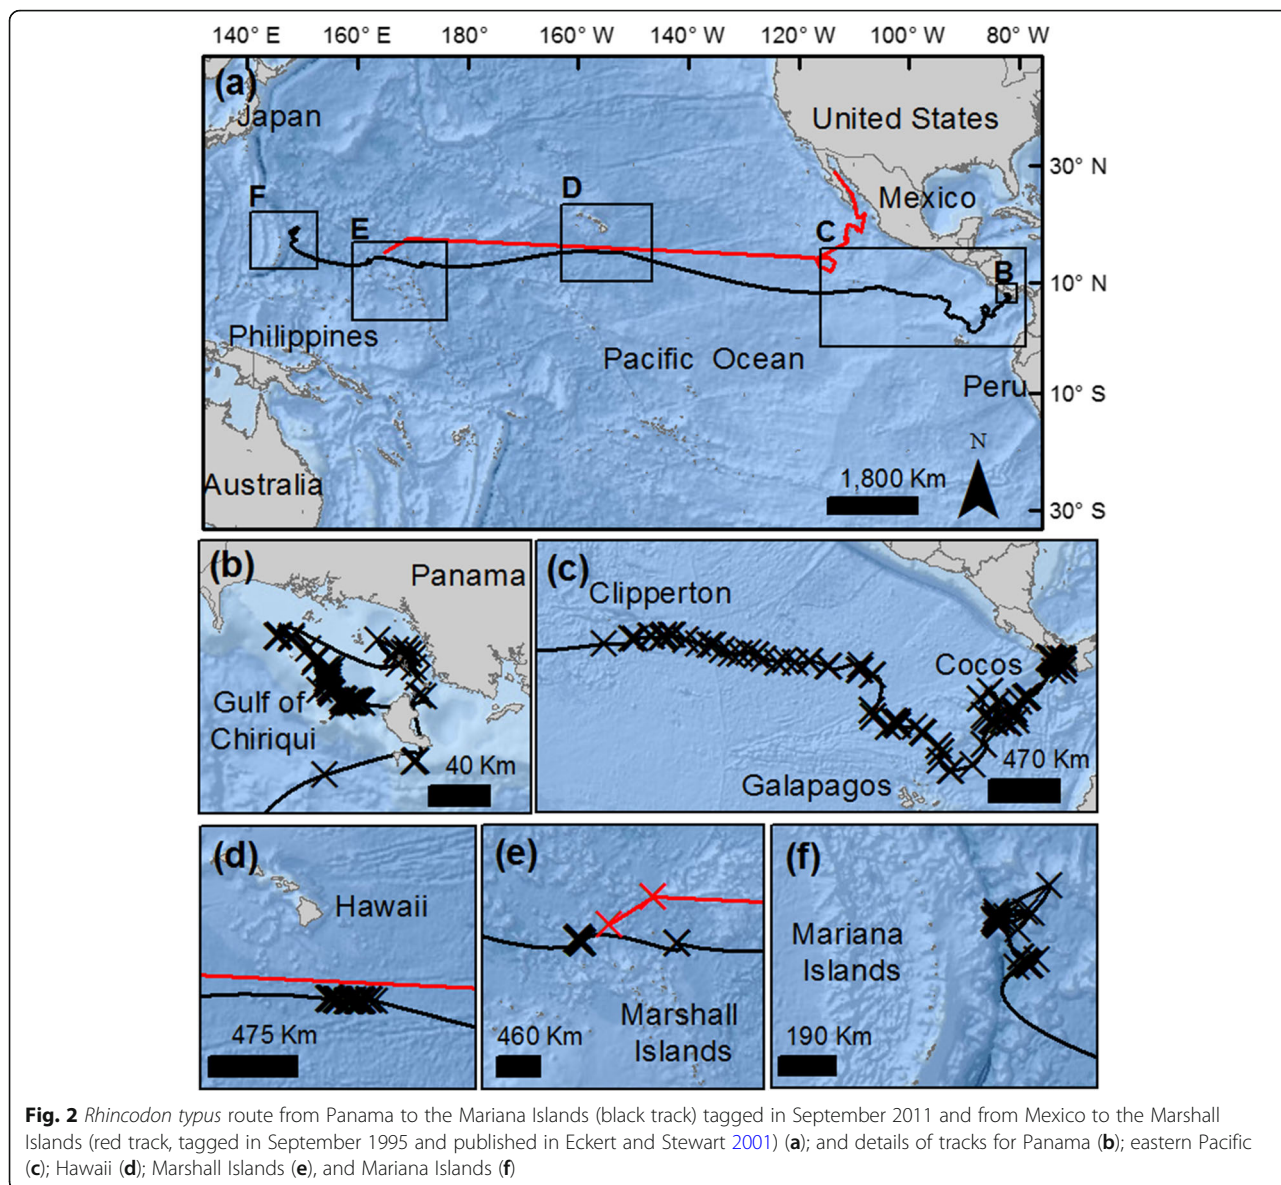 140° E 160° E 180° 160° W 140° W 120° W 100° W 80° W
(a)
Japan
United States
30° N
Mexico
F
E
D
C
B
10° N
Philippines
Pacific Ocean
Peru
10° S
N
Australia
1,800 Km
30° S
(b)
Panama
Gulf of
Chiriqui
40 Km
(c)
Clipperton
Cocos
Galapagos
470 Km
(d)
Hawaii
475 Km
(e)
Marshall
Islands
460 Km
(f)
Mariana
Islands
190 Km
Fig. 2 Rhincodon typus route from Panama to the Mariana Islands (black track) tagged in September 2011 and from Mexico to the Marshall
Islands (red track, tagged in September 1995 and published in Eckert and Stewart 2001) (a); and details of tracks for Panama (b); eastern Pacific
(c); Hawaii (d); Marshall Islands (e), and Mariana Islands (f)